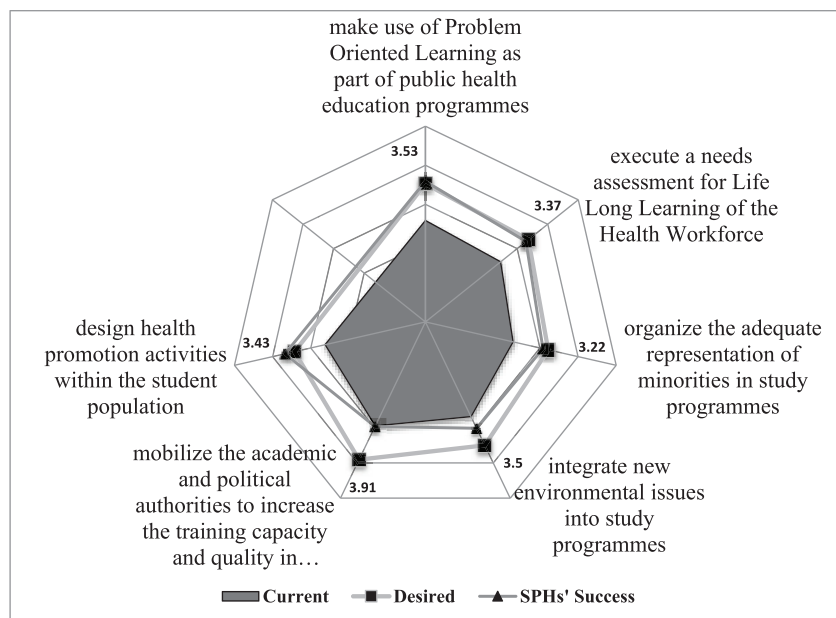 make use of Problem
Oriented Learning as
part of public health
education programmes
3.53
execute a needs
assessment for Life
Long Learning of the
Health Workforce
3.37
organize the adequate
representation of
minorities in study
programmes
3.22
integrate new
environmental issues
into study
programmes
3.5
mobilize the academic
and political
authorities to increase
the training capacity
and quality in…
3.91
design health
promotion activities
within the student
population
3.43
Current Desired SPHs' Success